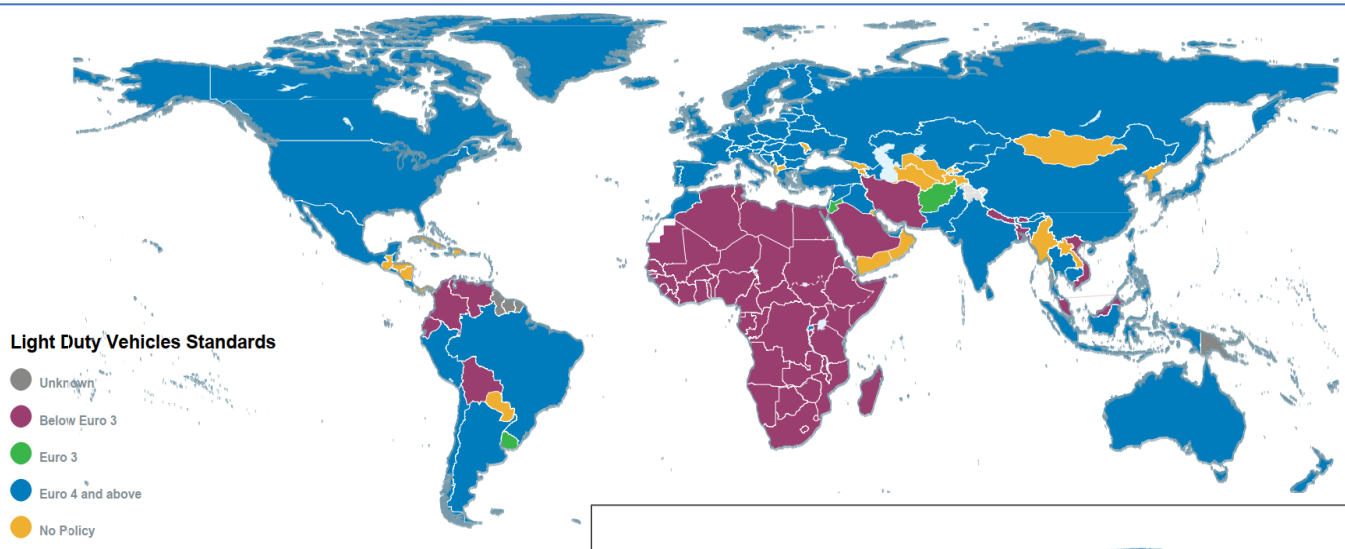 Light Duty Vehicles Standards
Unknown
Below Euro 3
Euro 3
Euro 4 and above
No Policy